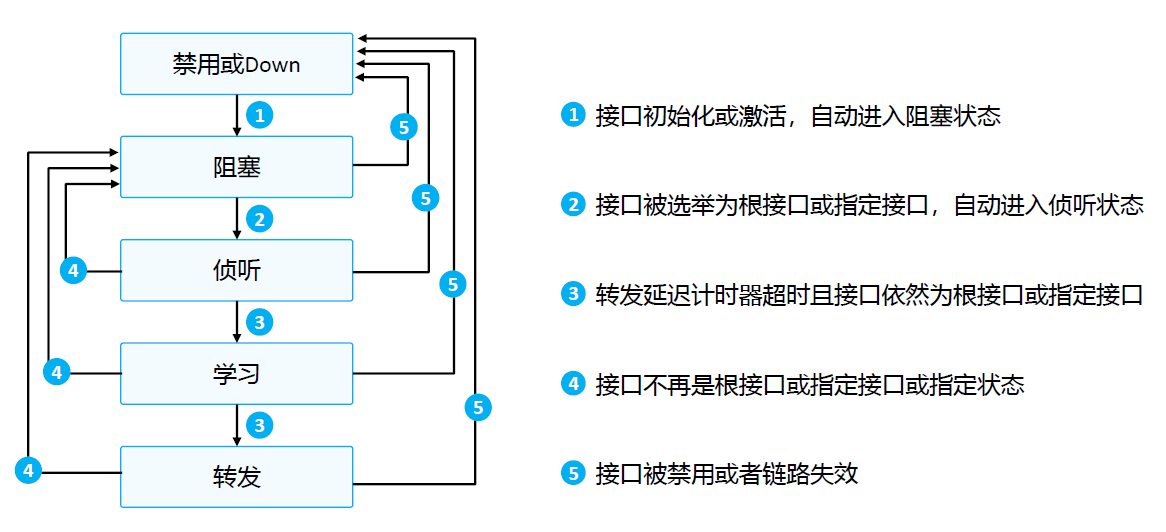 禁用或Down
1
5
阻塞
2
5
侦听
4
5
3
学习
4
3
5
转发
4
1 接口初始化或激活，自动进入阻塞状态
2 接口被选举为根接口或指定接口，自动进入侦听状态
3 转发延迟计时器超时且接口依然为根接口或指定接口
4 接口不再是根接口或指定接口或指定状态
5 接口被禁用或者链路失效